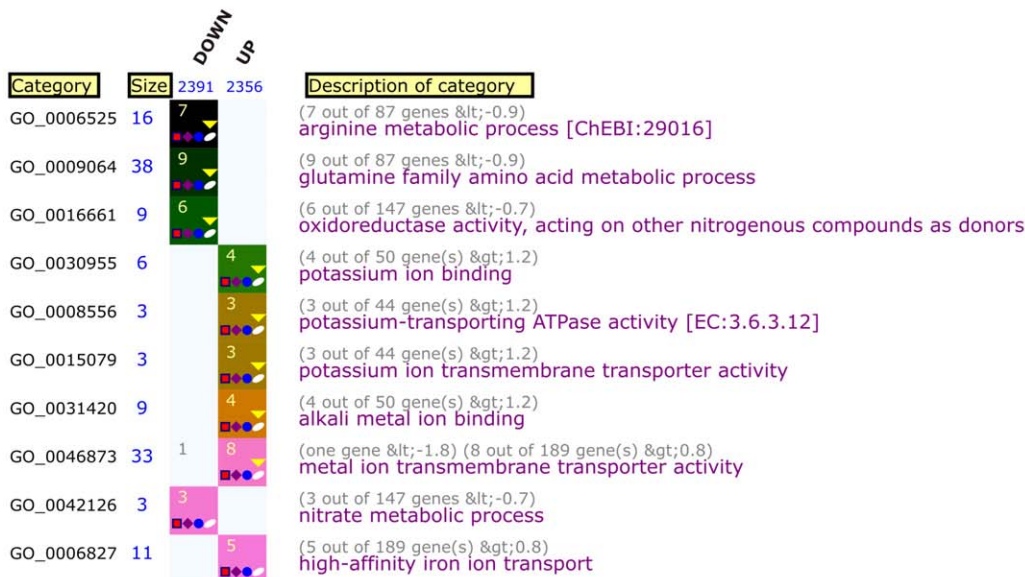 DOWN
UP
Category Size 2391 2356 Description of category
(7 out of 87 genes &lt;-0.9)
GO_0006525 16 7 arginine metabolic process [ChEBI:29016]
(9 out of 87 genes &lt;-0.9)
GO_0009064 38 9 glutamine family amino acid metabolic process
(6 out of 147 genes &lt;-0.7)
GO_0016661 9 6 oxidoreductase activity, acting on other nitrogenous compounds as donors
(4 out of 50 gene(s) &gt;1.2)
GO_0030955 6 4 potassium ion binding
(3 out of 44 gene(s) &gt;1.2)
GO_0008556 3 3 potassium-transporting ATPase activity [EC:3.6.3.12]
(3 out of 44 gene(s) &gt;1.2)
GO_0015079 3 3 potassium ion transmembrane transporter activity
(4 out of 50 gene(s) &gt;1.2)
GO_0031420 9 4 alkali metal ion binding
(one gene &lt;-1.8) (8 out of 189 gene(s) &gt;0.8)
GO_0046873 33 1 8 metal ion transmembrane transporter activity
(3 out of 147 genes &lt;-0.7)
GO_0042126 3 3 nitrate metabolic process
(5 out of 189 gene(s) &gt;0.8)
GO_0006827 11 5 high-affinity iron ion transport